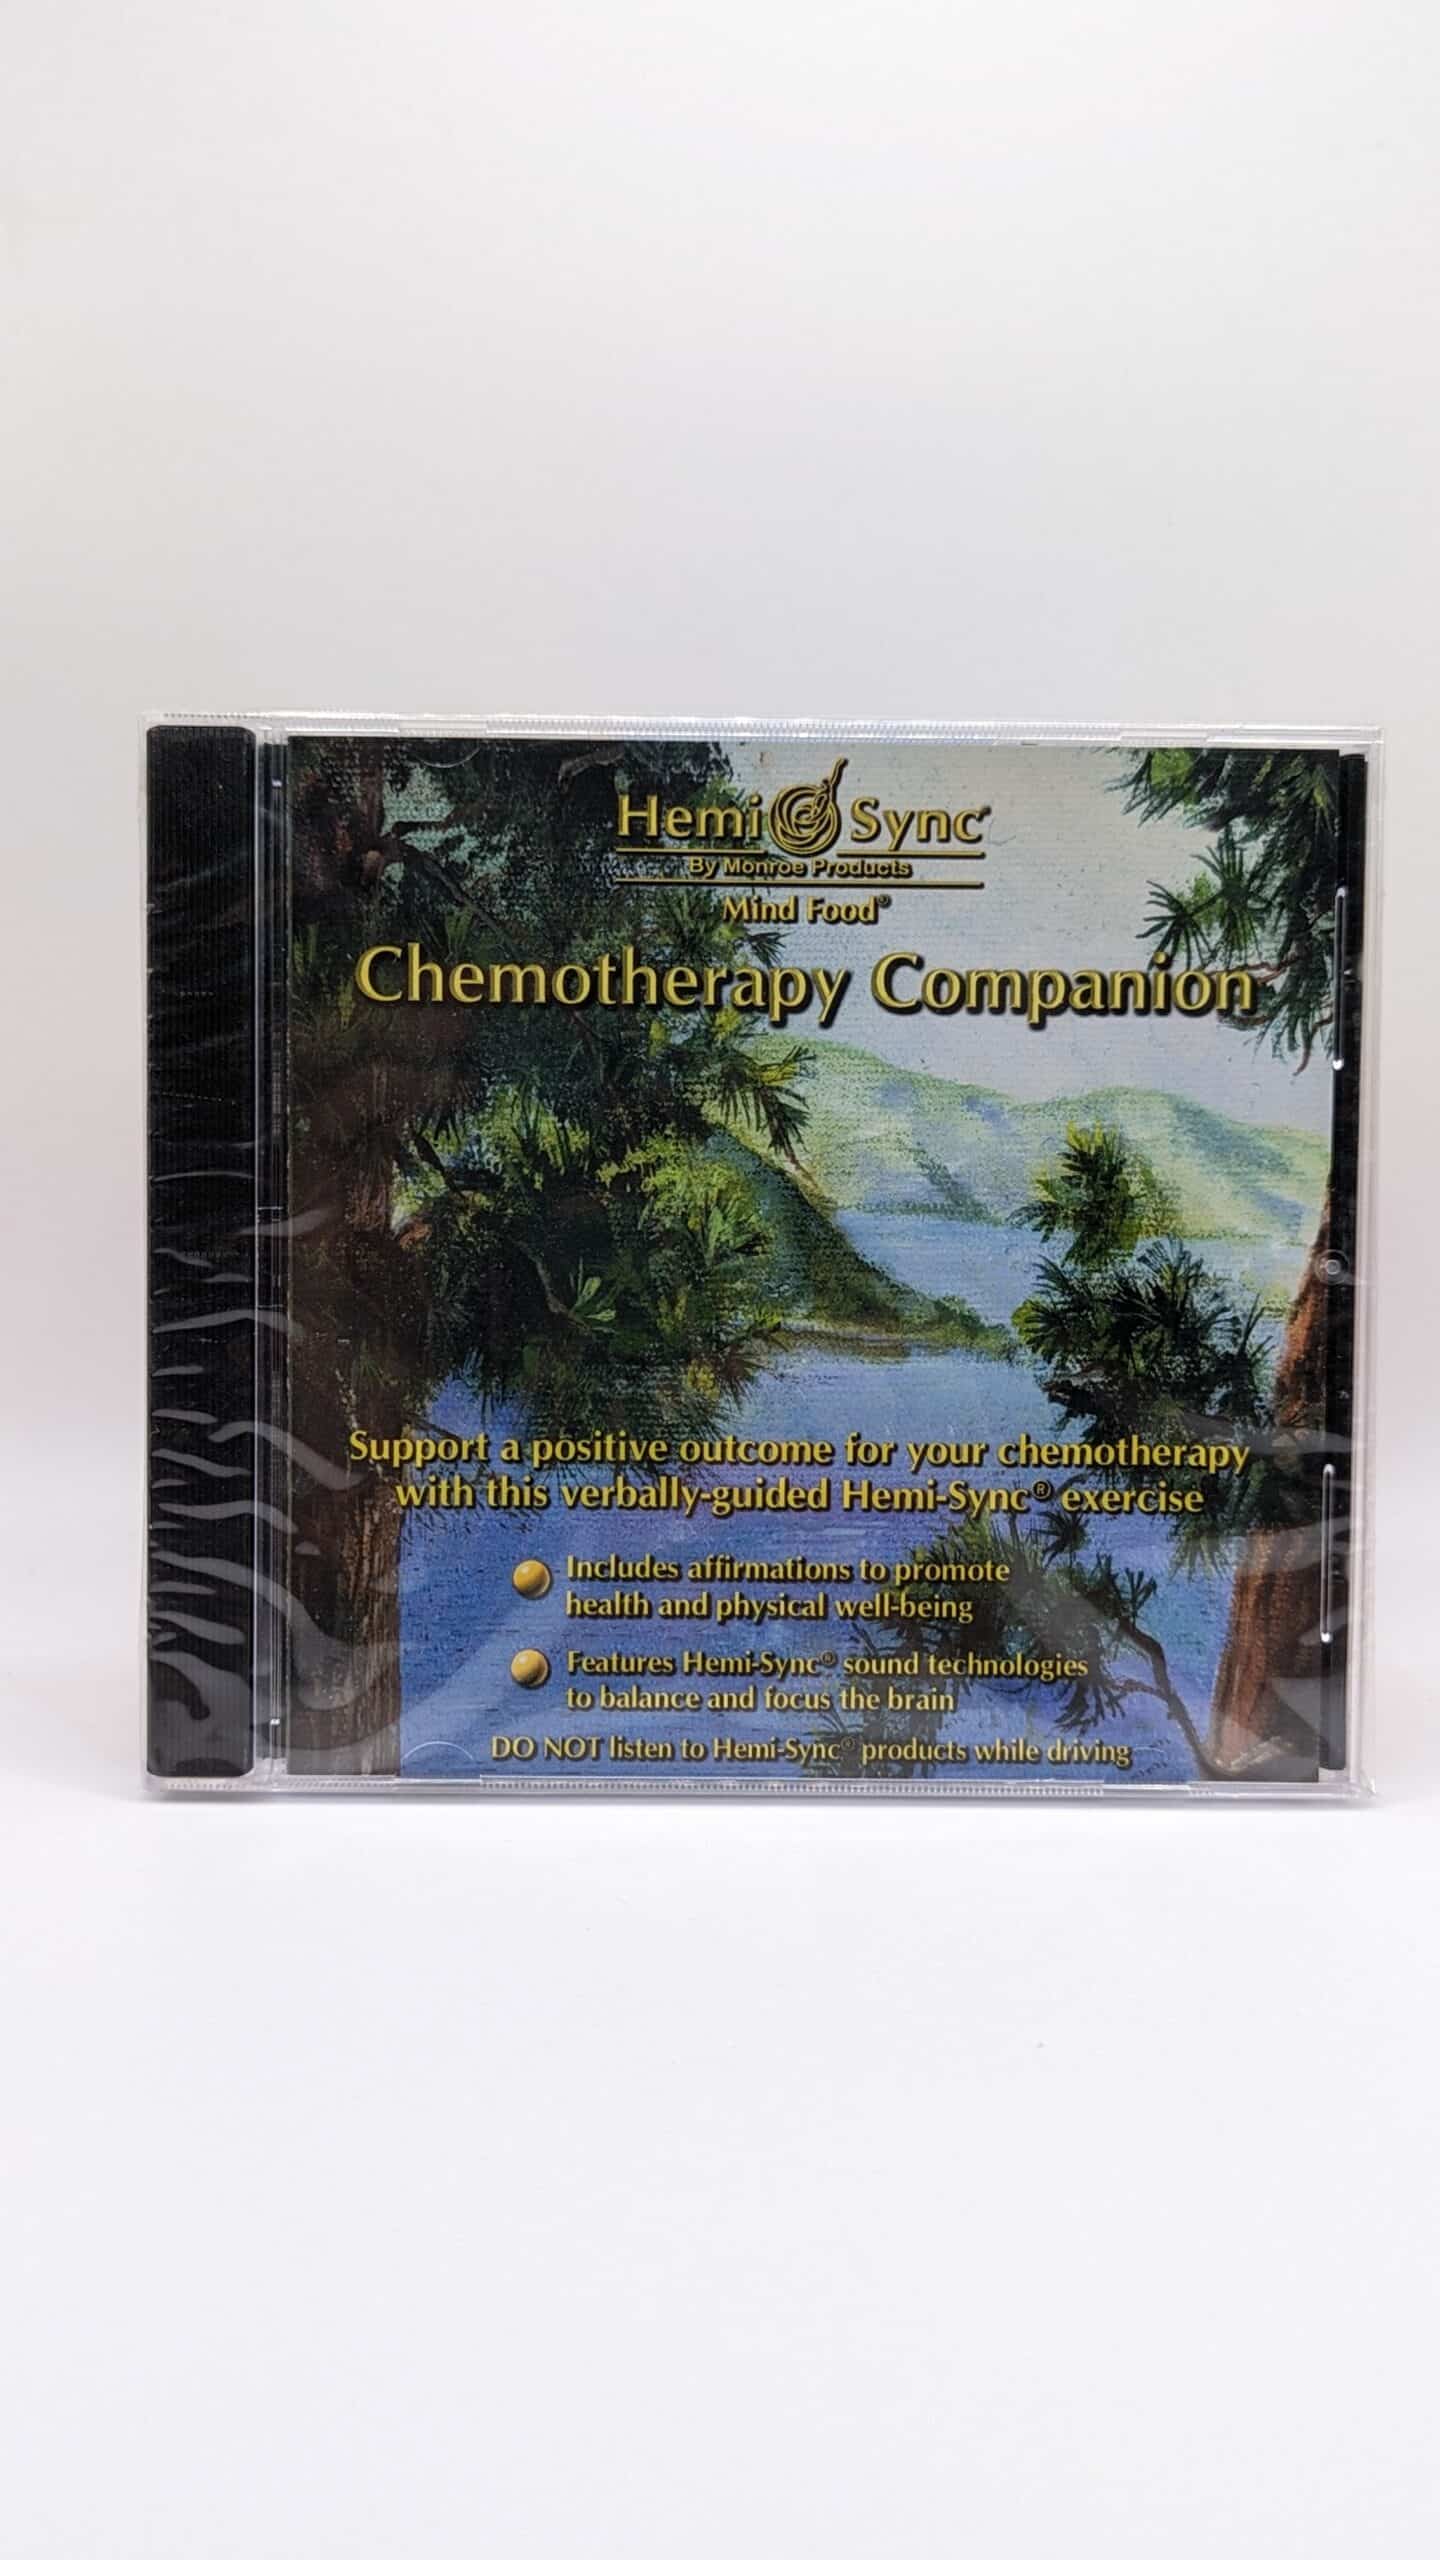 Hemi Sync®
By Monroe Products
Mind Food®
Chemotherapy Companion
Support a positive outcome for your chemotherapy
with this verbally-guided Hemi-Sync® exercise
Includes affirmations to promote
health and physical well-being
Features Hemi-Sync® sound technologies
to balance and focus the brain
DO NOT listen to Hemi-Sync® products while driving